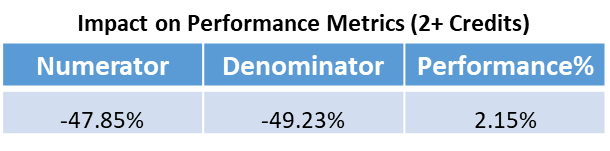 Impact on Performance Metrics (2+ Credits)
Numerator Denominator Performance%
-47.85% -49.23% 2.15%